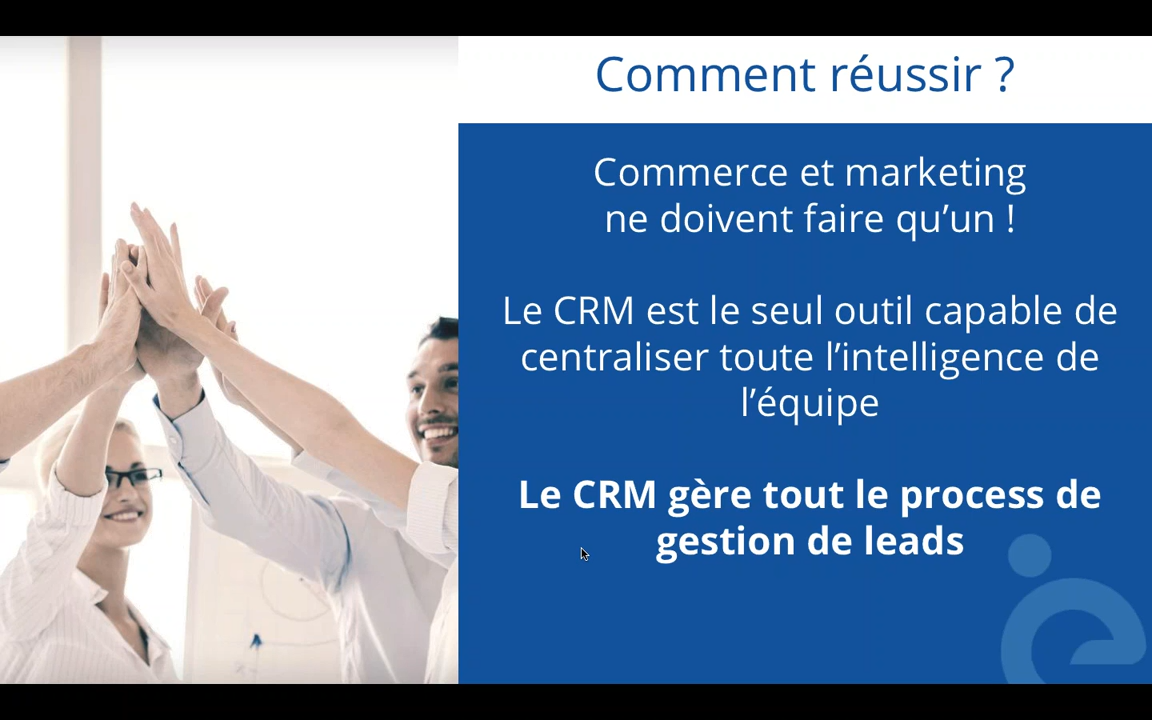 Comment réussir ?
Commerce et marketing
ne doivent faire qu’un !
Le CRM est le seul outil capable de
centraliser toute l’intelligence de
l’équipe
Le CRM gère tout le process de
gestion de leads